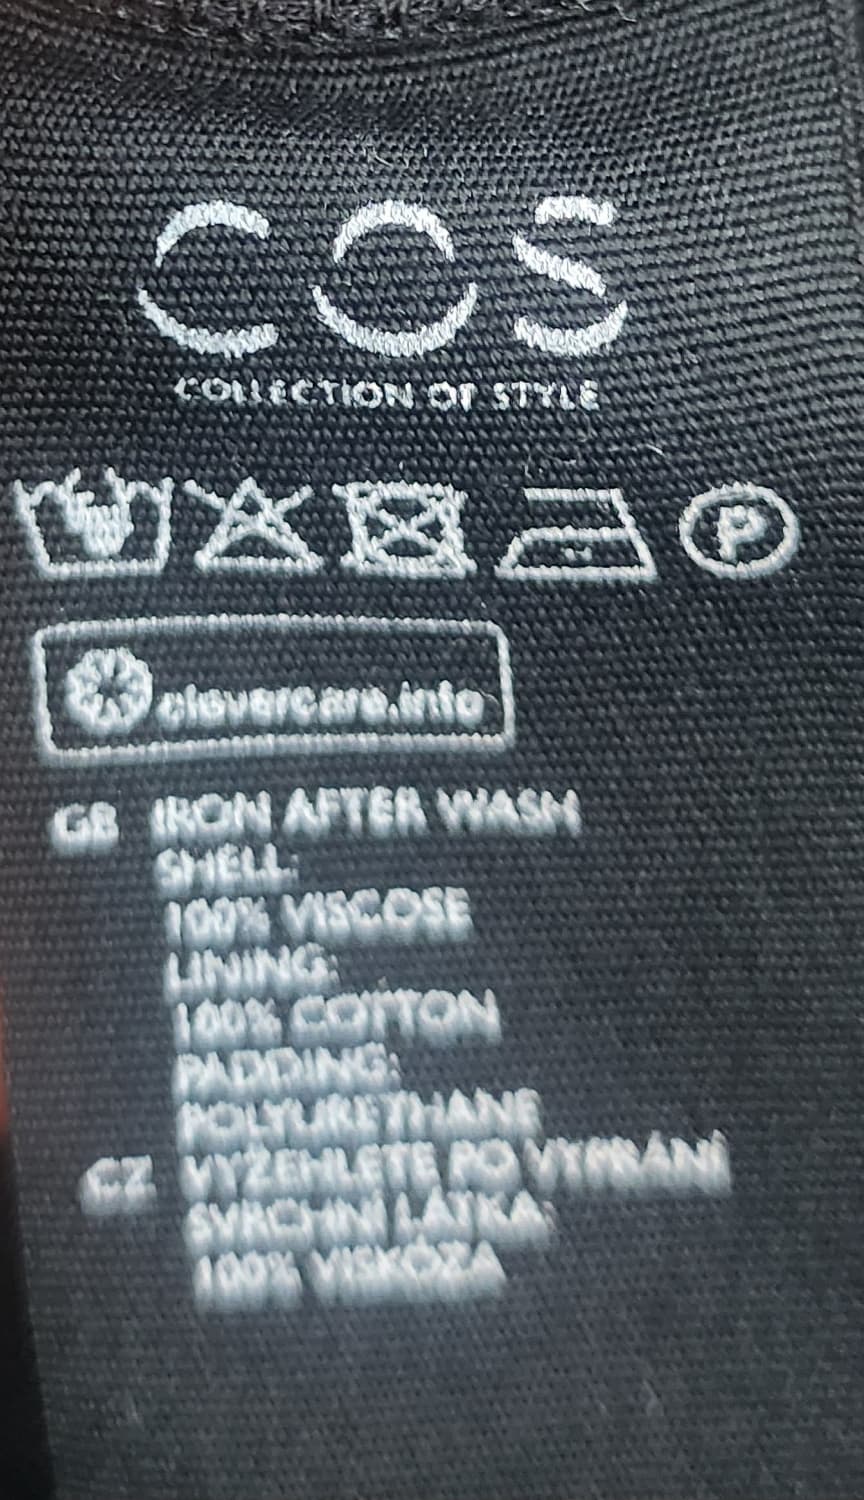 COS
COLLECTION OF STYLE
P
clevercare.info
GB IRON AFTER WASH
SHELL:
100% VISCOSE
LINING:
100% COTTON
PADDING:
POLYURETHANE
CZ VYŽEHLETE PO VYPRÁNÍ
SVRCHNÍ LÁTKA:
100% VISKÓZA